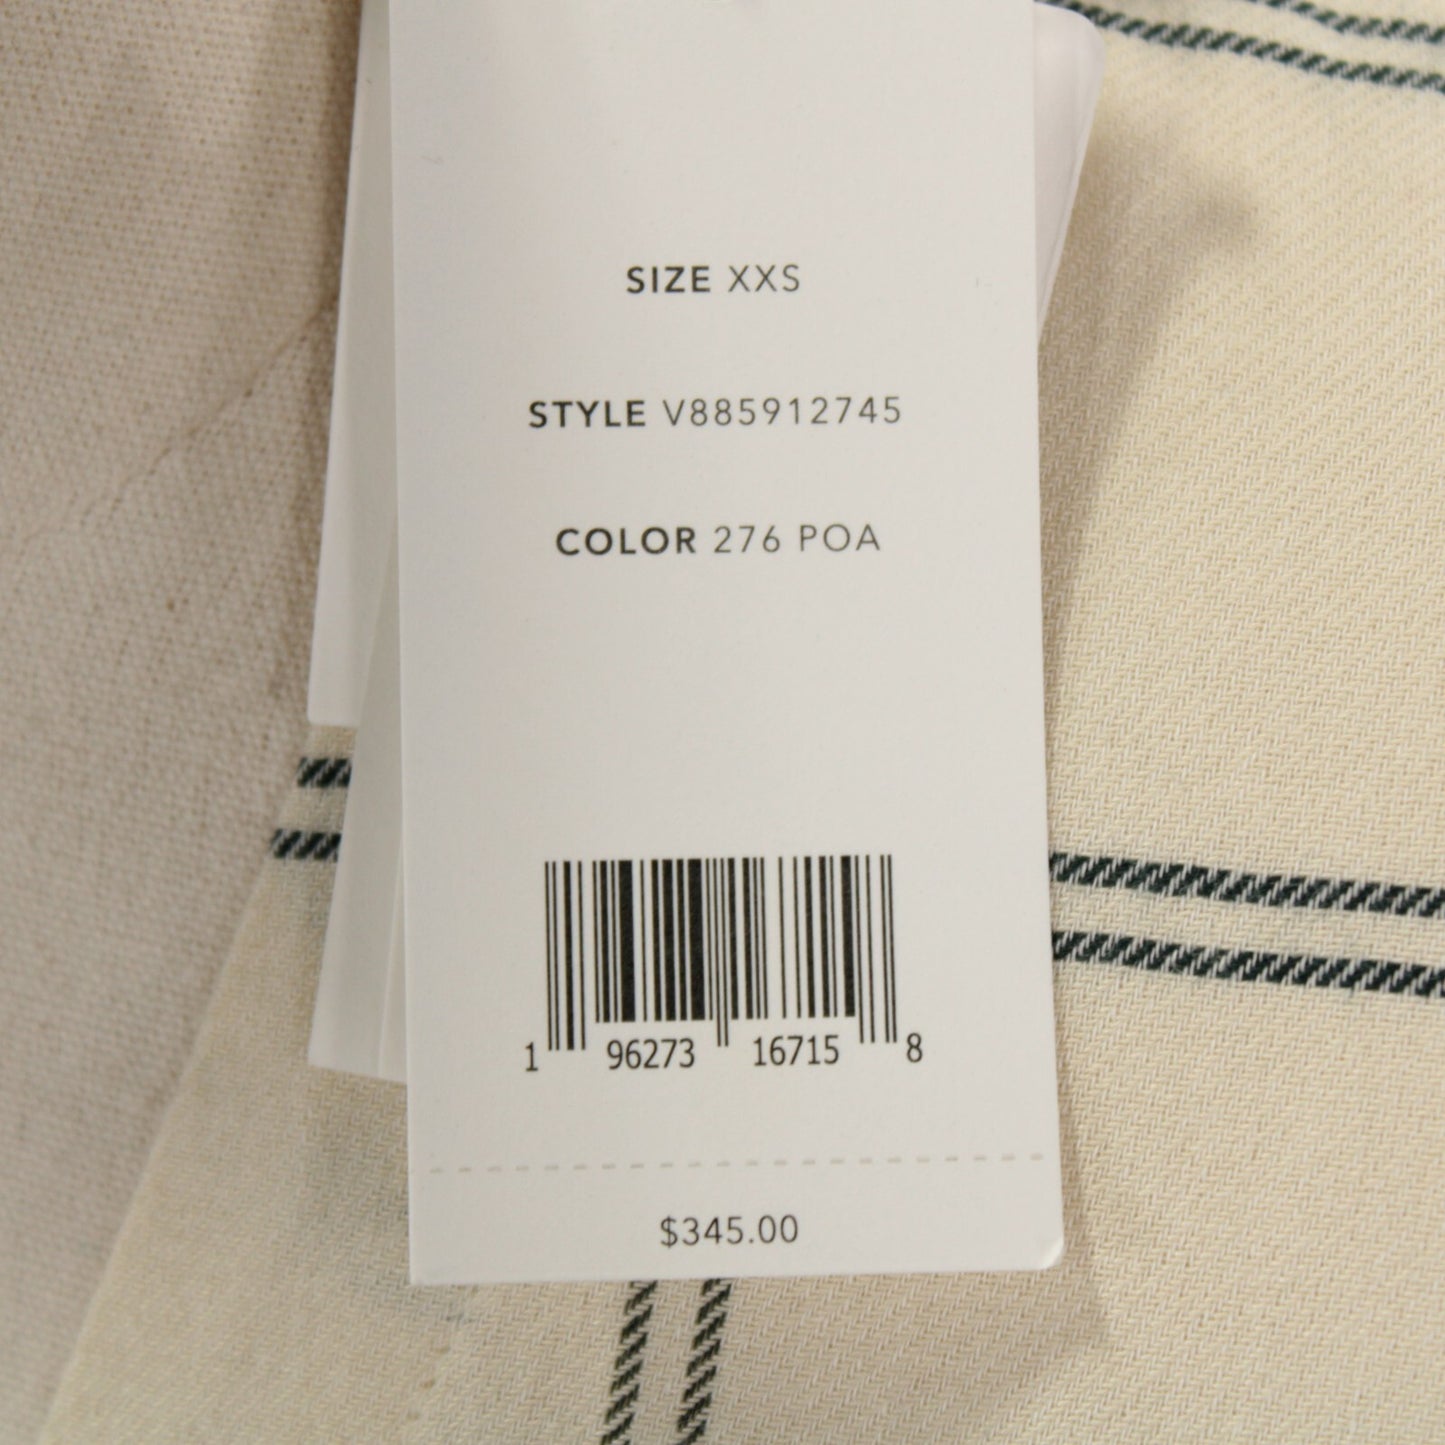 SIZE XXS
STYLE V885912745
COLOR 276 POA
1 96273 16715 8
$345.00